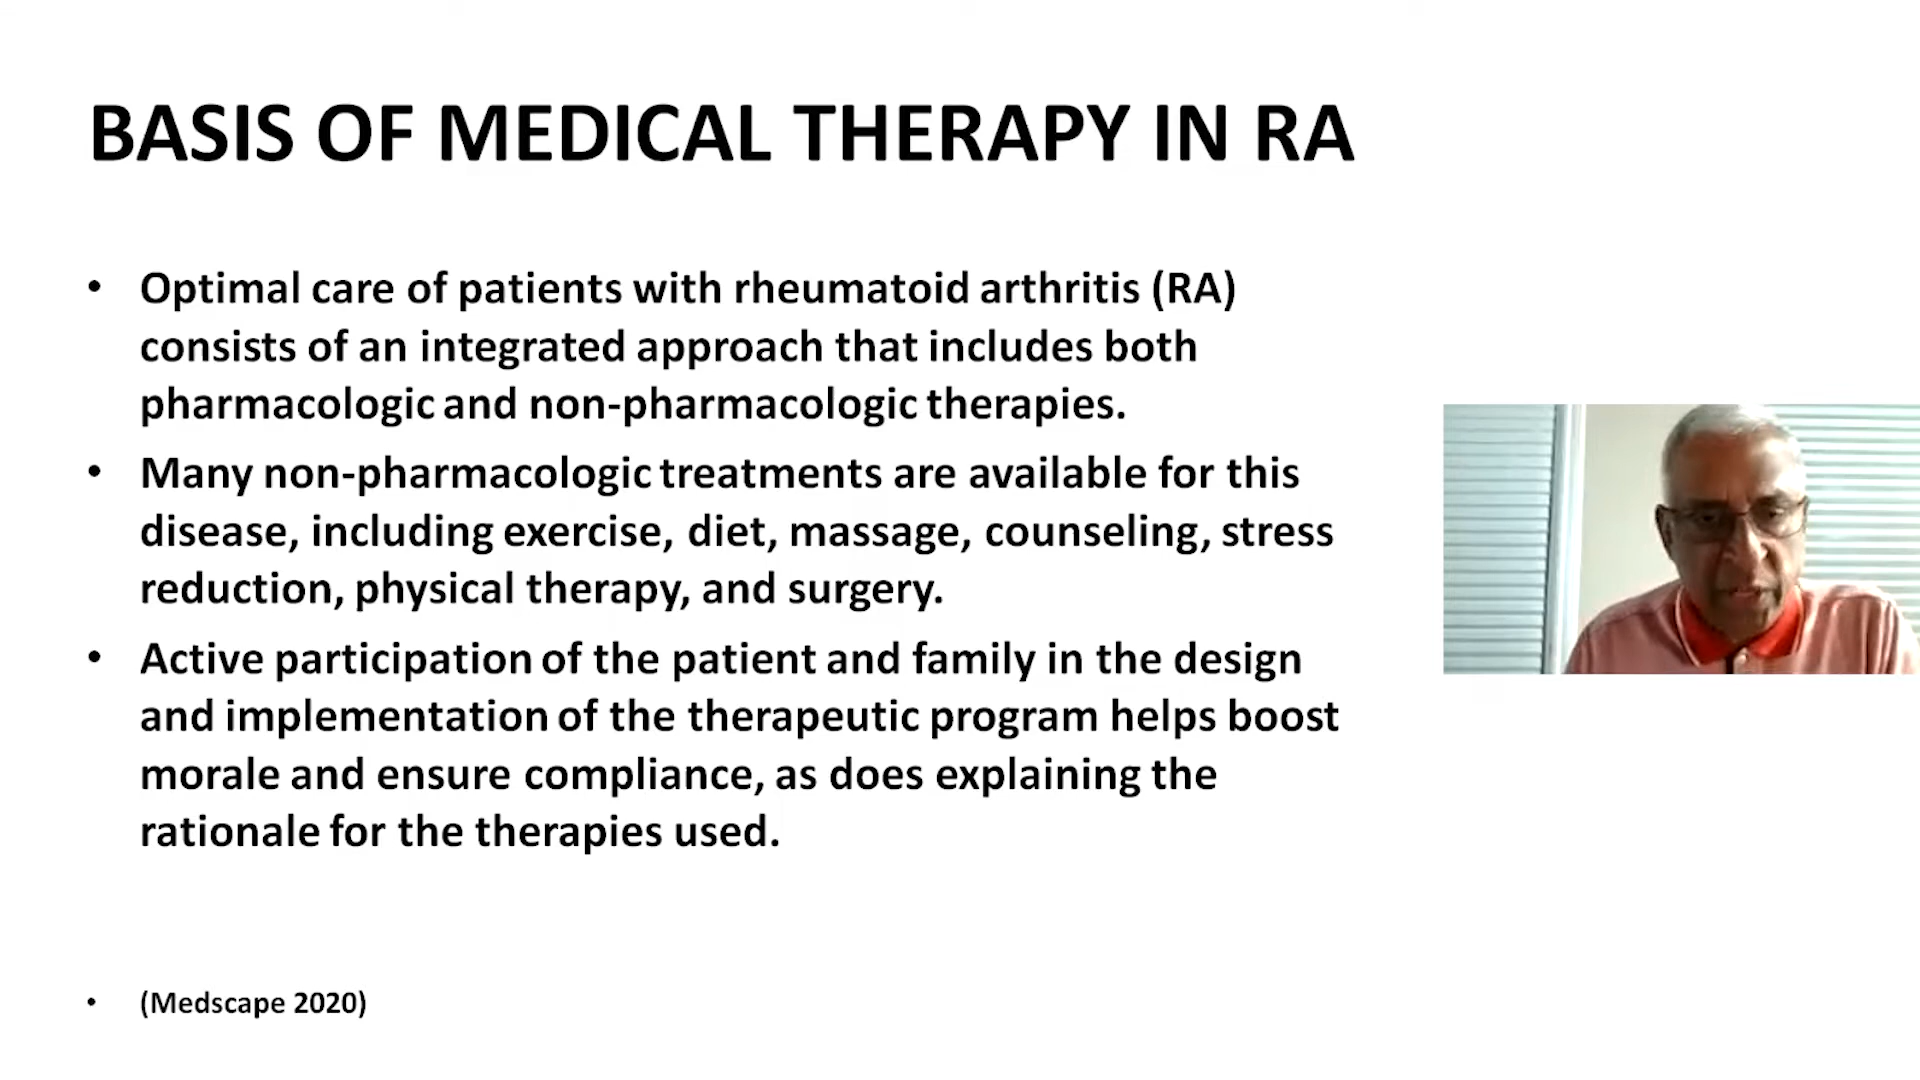 BASIS OF MEDICAL THERAPY IN RA
• Optimal care of patients with rheumatoid arthritis (RA)
consists of an integrated approach that includes both
pharmacologic and non-pharmacologic therapies.
• Many non-pharmacologic treatments are available for this
disease, including exercise, diet, massage, counseling, stress
reduction, physical therapy, and surgery.
• Active participation of the patient and family in the design
and implementation of the therapeutic program helps boost
morale and ensure compliance, as does explaining the
rationale for the therapies used.
• (Medscape 2020)